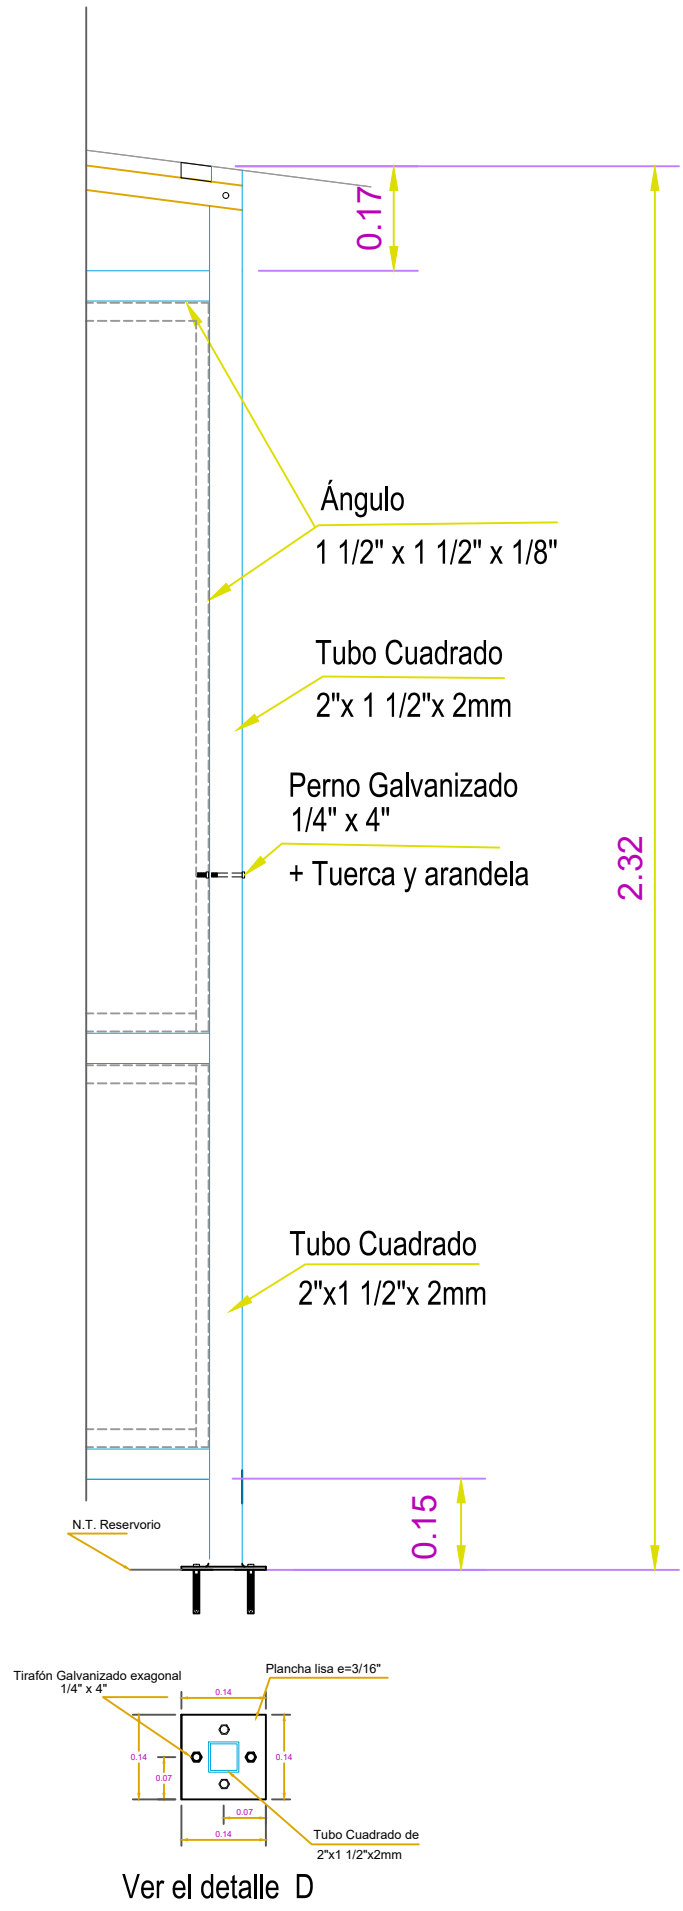 0.17
Ángulo
1 1/2" x 1 1/2" x 1/8"
Tubo Cuadrado
2"x 1 1/2"x 2mm
Perno Galvanizado
1/4" x 4"
+ Tuerca y arandela
2.32
Tubo Cuadrado
2"x1 1/2"x 2mm
0.15
N.T. Reservorio
Tirafón Galvanizado exagonal
1/4" x 4"
Plancha lisa e=3/16"
0.14
0.14
0.14
0.07
0.07
0.14
Tubo Cuadrado de
2"x1 1/2"x2mm
Ver el detalle D